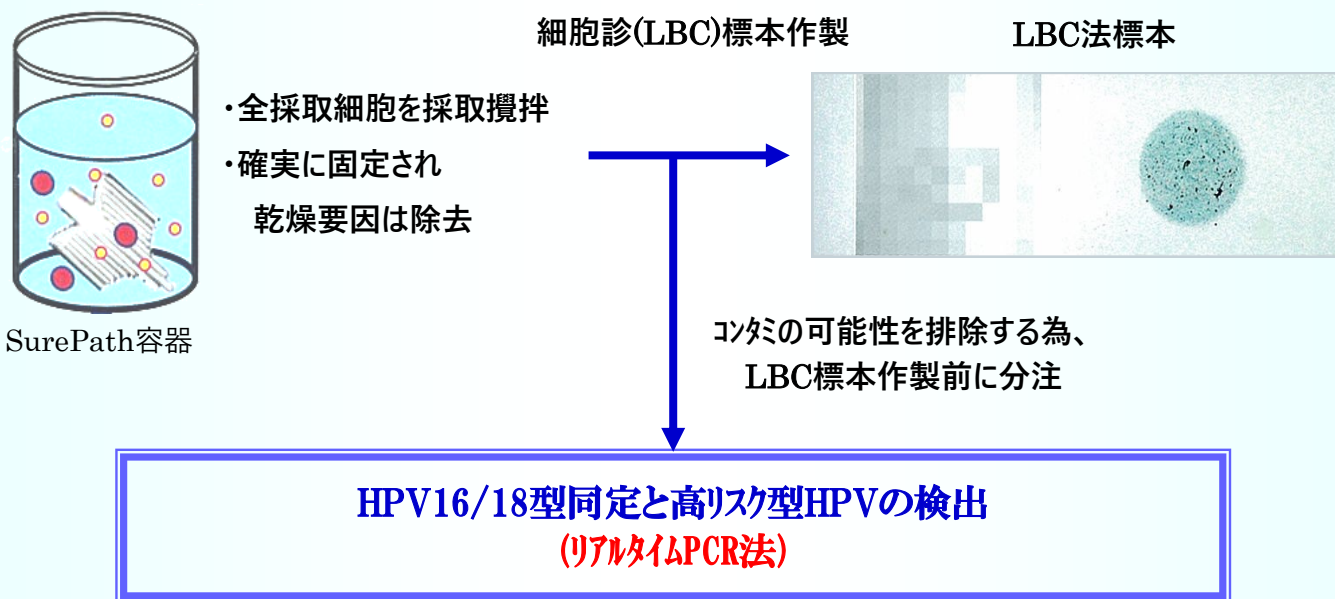 細胞診(LBC)標本作製
LBC法標本
・全採取細胞を採取攪拌
・確実に固定され
乾燥要因は除去
SurePath容器
ｺﾝﾀﾐの可能性を排除する為、
LBC標本作製前に分注
HPV16/18型同定と高ﾘｽｸ型HPVの検出
(ﾘｱﾙﾀｲﾑPCR法)